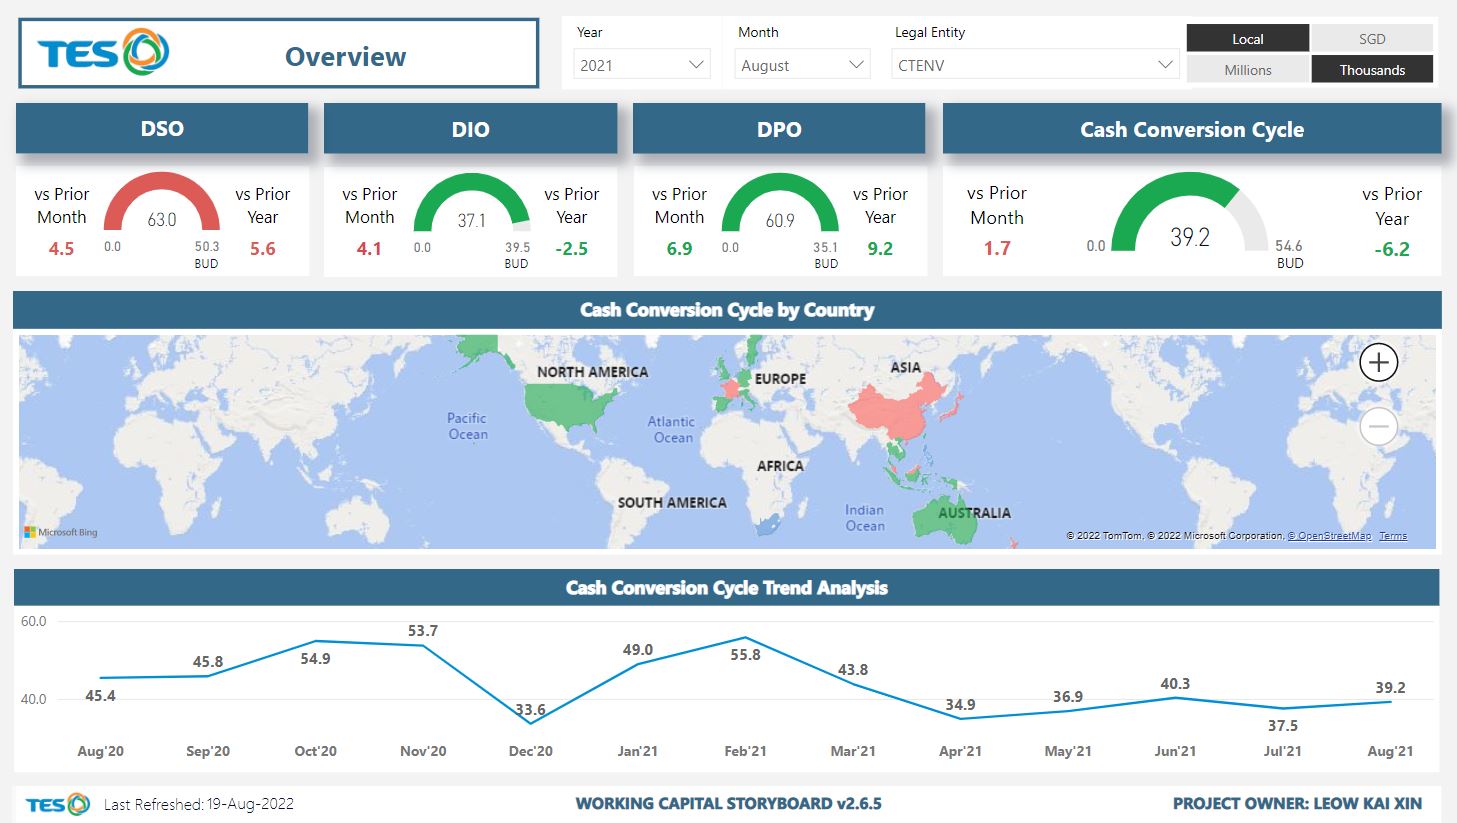 TES
Overview
Year
2021
Month
August
Legal Entity
CTENV
Local
SGD
Millions
Thousands
DSO
vs Prior
Month
4.5
63.0
0.0
50.3
BUD
vs Prior
Year
5.6
DIO
vs Prior
Month
4.1
37.1
0.0
39.5
BUD
vs Prior
Year
-2.5
DPO
vs Prior
Month
6.9
60.9
0.0
35.1
BUD
vs Prior
Year
9.2
Cash Conversion Cycle
vs Prior
Month
1.7
39.2
0.0
54.6
BUD
vs Prior
Year
-6.2
Cash Conversion Cycle by Country
NORTH AMERICA
EUROPE
ASIA
Pacific
Ocean
Atlantic
Ocean
AFRICA
SOUTH AMERICA
Indian
Ocean
AUSTRALIA
Microsoft Bing
© 2022 TomTom, © 2022 Microsoft Corporation, © OpenStreetMap Terms
Cash Conversion Cycle Trend Analysis
60.0
40.0
45.4
45.8
54.9
53.7
33.6
49.0
55.8
43.8
34.9
36.9
40.3
37.5
39.2
Aug'20
Sep'20
Oct'20
Nov'20
Dec'20
Jan'21
Feb'21
Mar'21
Apr'21
May'21
Jun'21
Jul'21
Aug'21
TES
Last Refreshed: 19-Aug-2022
WORKING CAPITAL STORYBOARD v2.6.5
PROJECT OWNER: LEOW KAI XIN